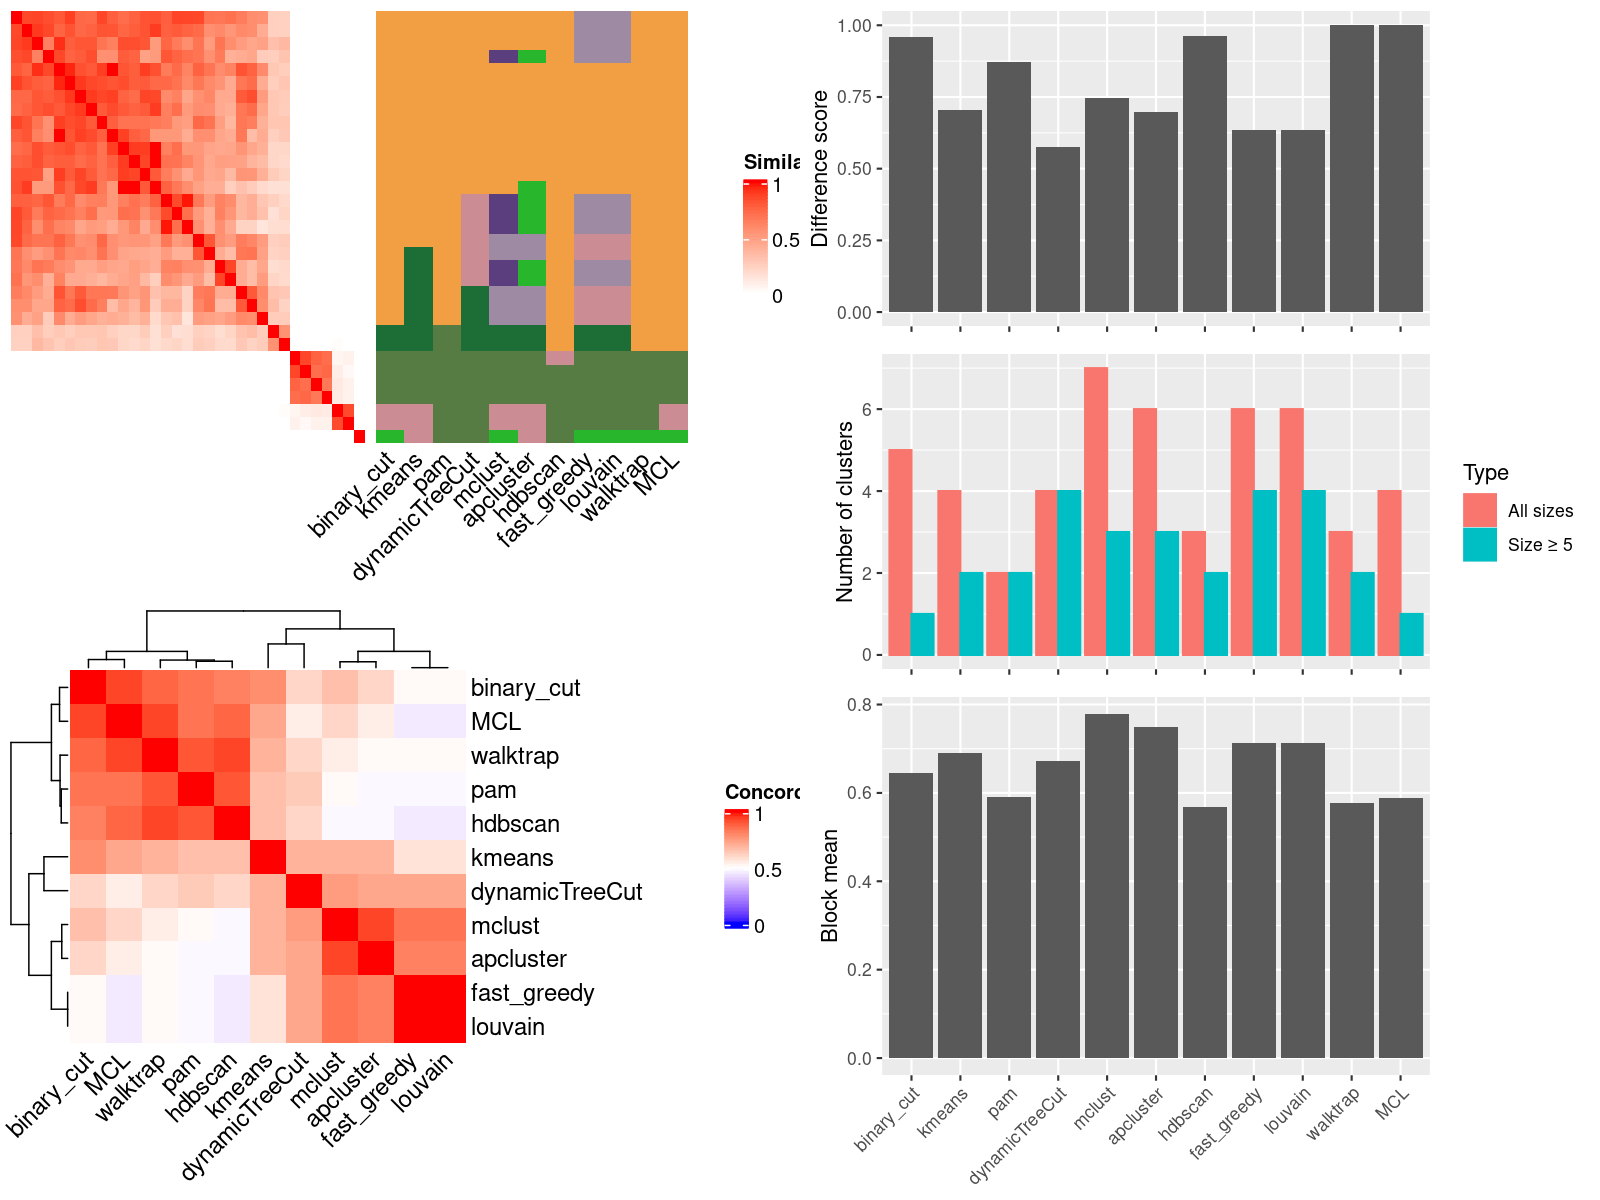 Simila
1
0.5
0
binary_cut
kmeans
pam
dynamicTreeCut
mclust
apcluster
hdbscan
fast_greedy
louvain
walktrap
MCL
binary_cut
MCL
walktrap
pam
hdbscan
kmeans
dynamicTreeCut
mclust
apcluster
fast_greedy
louvain
binary_cut
MCL
walktrap
pam
hdbscan
kmeans
dynamicTreeCut
mclust
apcluster
fast_greedy
louvain
Concord
1
0.5
0
Difference score
1.00
0.75
0.50
0.25
0.00
Number of clusters
6
4
2
0
Type
All sizes
Size ≥ 5
Block mean
0.8
0.6
0.4
0.2
0.0
binary_cut
kmeans
pam
dynamicTreeCut
mclust
apcluster
hdbscan
fast_greedy
louvain
walktrap
MCL